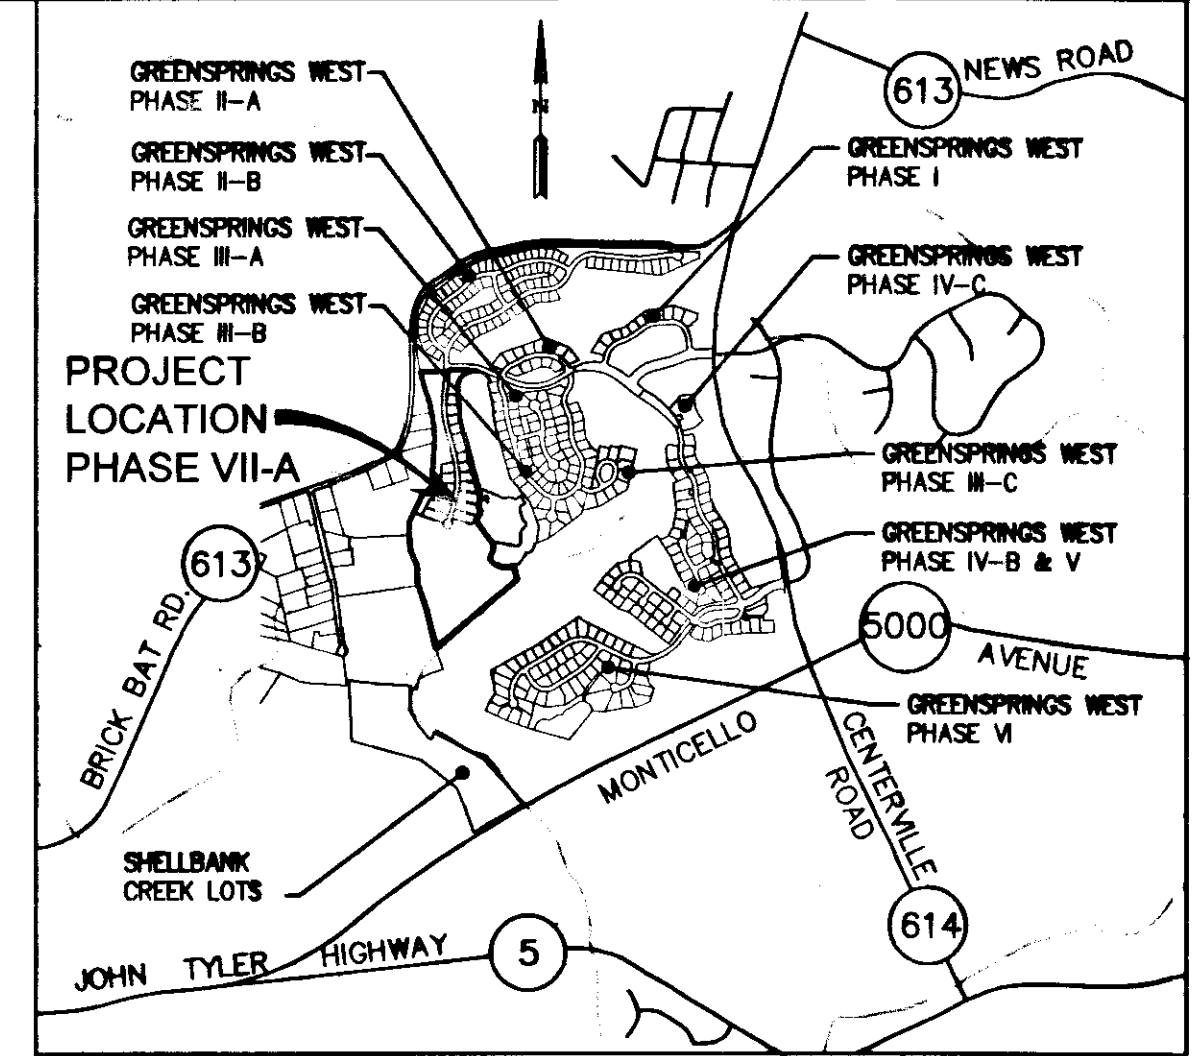 GREENSPRINGS WEST
PHASE II-A
GREENSPRINGS WEST
PHASE II-B
GREENSPRINGS WEST
PHASE III-A
GREENSPRINGS WEST
PHASE III-B
PROJECT
LOCATION
PHASE VII-A
N
613 NEWS ROAD
GREENSPRINGS WEST
PHASE I
GREENSPRINGS WEST
PHASE IV-C
GREENSPRINGS WEST
PHASE III-C
GREENSPRINGS WEST
PHASE IV-B & V
613
BRICK BAT RD.
5000
MONTICELLO
AVENUE
GREENSPRINGS WEST
PHASE VI
CENTERVILLE
ROAD
614
SHELLBANK
CREEK LOTS
JOHN TYLER HIGHWAY
5